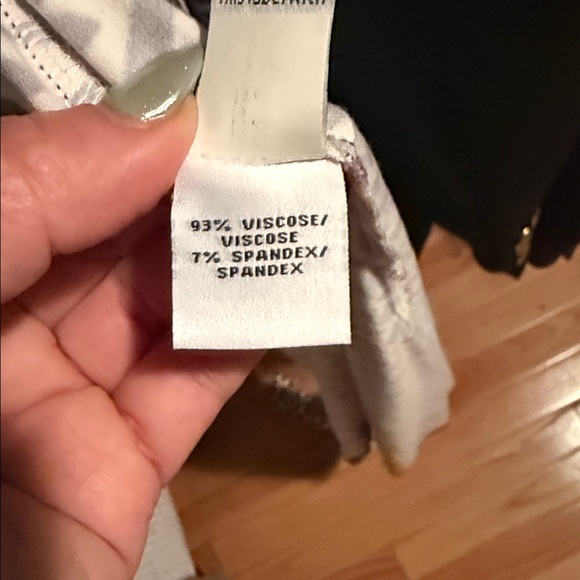 93% VISCOSE/
VISCOSE
7% SPANDEX/
SPANDEX